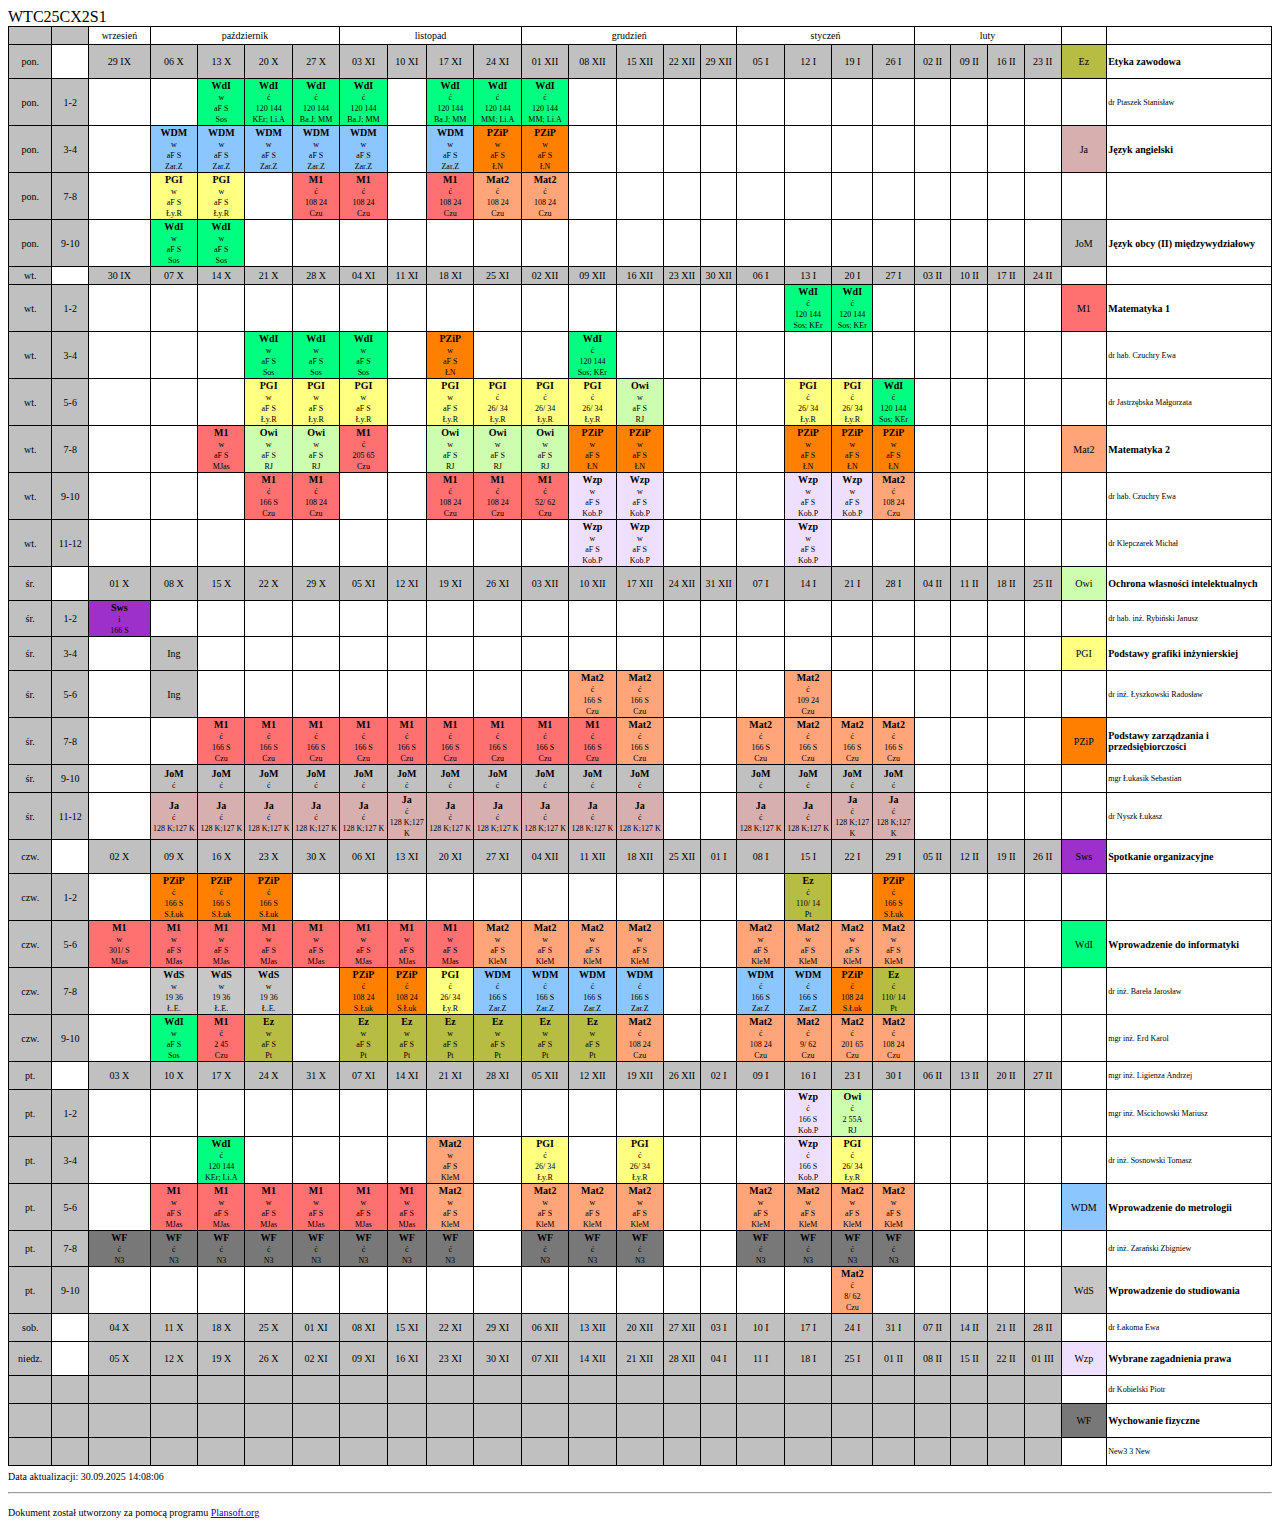 WTC25CX2S1
wrzesień październik listopad grudzień styczeń luty
pon. 29 IX 06 X 13 X 20 X 27 X 03 XI 10 XI 17 XI 24 XI 01 XII 08 XII 15 XII 22 XII 29 XII 05 I 12 I 19 I 26 I 02 II 09 II 16 II 23 II Ez Etyka zawodowa
WdI WdI WdI WdI WdI WdI WdI
w ć ć ć ć ć ć
pon. 1-2 dr Ptaszek Stanisław
aF S 120 144 120 144 120 144 120 144 120 144 120 144
Sos KEr; Li.A Ba.J; MM Ba.J; MM Ba.J; MM MM; Li.A MM; Li.A
WDM WDM WDM WDM WDM WDM PZiP PZiP
w w w w w w w w
pon. 3-4 Ja Język angielski
aF S aF S aF S aF S aF S aF S aF S aF S
Zar.Z Zar.Z Zar.Z Zar.Z Zar.Z Zar.Z ŁN ŁN
PGI PGI M1 M1 M1 Mat2 Mat2
w w ć ć ć ć ć
pon. 7-8
aF S aF S 108 24 108 24 108 24 108 24 108 24
Ły.R Ły.R Czu Czu Czu Czu Czu
WdI WdI
w w
pon. 9-10 JoM Język obcy (II) międzywydziałowy
aF S aF S
Sos Sos
wt. 30 IX 07 X 14 X 21 X 28 X 04 XI 11 XI 18 XI 25 XI 02 XII 09 XII 16 XII 23 XII 30 XII 06 I 13 I 20 I 27 I 03 II 10 II 17 II 24 II
WdI WdI
ć ć
wt. 1-2 M1 Matematyka 1
120 144 120 144
Sos; KEr Sos; KEr
WdI WdI WdI PZiP WdI
w w w w ć
wt. 3-4 dr hab. Czuchry Ewa
aF S aF S aF S aF S 120 144
Sos Sos Sos ŁN Sos; KEr
PGI PGI PGI PGI PGI PGI PGI Owi PGI PGI WdI
w w w w ć ć ć w ć ć ć
wt. 5-6 dr Jastrzębska Małgorzata
aF S aF S aF S aF S 26/ 34 26/ 34 26/ 34 aF S 26/ 34 26/ 34 120 144
Ły.R Ły.R Ły.R Ły.R Ły.R Ły.R Ły.R RJ Ły.R Ły.R Sos; KEr
M1 Owi Owi M1 Owi Owi Owi PZiP PZiP PZiP PZiP PZiP
w w w ć w w w w w w w w
wt. 7-8 Mat2 Matematyka 2
aF S aF S aF S 205 65 aF S aF S aF S aF S aF S aF S aF S aF S
MJas RJ RJ Czu RJ RJ RJ ŁN ŁN ŁN ŁN ŁN
M1 M1 M1 M1 M1 Wzp Wzp Wzp Wzp Mat2
ć ć ć ć ć w w w w ć
wt. 9-10 dr hab. Czuchry Ewa
166 S 108 24 108 24 108 24 52/ 62 aF S aF S aF S aF S 108 24
Czu Czu Czu Czu Czu Kob.P Kob.P Kob.P Kob.P Czu
Wzp Wzp Wzp
w w w
wt. 11-12 dr Klepczarek Michał
aF S aF S aF S
Kob.P Kob.P Kob.P
śr. 01 X 08 X 15 X 22 X 29 X 05 XI 12 XI 19 XI 26 XI 03 XII 10 XII 17 XII 24 XII 31 XII 07 I 14 I 21 I 28 I 04 II 11 II 18 II 25 II Owi Ochrona własności intelektualnych
Sws
śr. 1-2 i dr hab. inż. Rybiński Janusz
166 S
śr. 3-4 Ing PGI Podstawy grafiki inżynierskiej
Mat2 Mat2 Mat2
ć ć ć
śr. 5-6 Ing dr inż. Łyszkowski Radosław
166 S 166 S 109 24
Czu Czu Czu
M1 M1 M1 M1 M1 M1 M1 M1 M1 Mat2 Mat2 Mat2 Mat2 Mat2
ć ć ć ć ć ć ć ć ć ć ć ć ć ć
śr. 7-8 PZiP Podstawy zarządzania i przedsiębiorczości
166 S 166 S 166 S 166 S 166 S 166 S 166 S 166 S 166 S 166 S 166 S 166 S 166 S 166 S
Czu Czu Czu Czu Czu Czu Czu Czu Czu Czu Czu Czu Czu Czu
śr. 9-10 JoM JoM JoM JoM JoM JoM JoM JoM JoM JoM JoM JoM JoM JoM JoM mgr Łukasik Sebastian
ć ć ć ć ć ć ć ć ć ć ć ć ć ć ć
Ja Ja Ja Ja Ja Ja Ja Ja Ja Ja Ja Ja Ja Ja Ja
śr. 11-12 ć ć ć ć ć ć ć ć ć ć ć ć ć ć ć dr Nyszk Łukasz
128 K;127 K 128 K;127 K 128 K;127 K 128 K;127 K 128 K;127 K 128 K;127 K 128 K;127 K 128 K;127 K 128 K;127 K 128 K;127 K 128 K;127 K 128 K;127 K 128 K;127 K 128 K;127 K 128 K;127 K
czw. 02 X 09 X 16 X 23 X 30 X 06 XI 13 XI 20 XI 27 XI 04 XII 11 XII 18 XII 25 XII 01 I 08 I 15 I 22 I 29 I 05 II 12 II 19 II 26 II Sws Spotkanie organizacyjne
PZiP PZiP PZiP Ez PZiP
ć ć ć ć ć
czw. 1-2
166 S 166 S 166 S 110/ 14 166 S
S.Łuk S.Łuk S.Łuk Pt S.Łuk
M1 M1 M1 M1 M1 M1 M1 M1 Mat2 Mat2 Mat2 Mat2 Mat2 Mat2 Mat2 Mat2
w w w w w w w w w w w w w w w w
czw. 5-6 WdI Wprowadzenie do informatyki
301/ S aF S aF S aF S aF S aF S aF S aF S aF S aF S aF S aF S aF S aF S aF S aF S
MJas MJas MJas MJas MJas MJas MJas MJas KleM KleM KleM KleM KleM KleM KleM KleM
WdS WdS WdS PZiP PZiP PGI WDM WDM WDM WDM WDM WDM PZiP Ez
w w w ć ć ć ć ć ć ć ć ć ć ć
czw. 7-8 dr inż. Bareła Jarosław
19 36 19 36 19 36 108 24 108 24 26/ 34 166 S 166 S 166 S 166 S 166 S 166 S 108 24 110/ 14
Ł.E. Ł.E. Ł.E. S.Łuk S.Łuk Ły.R Zar.Z Zar.Z Zar.Z Zar.Z Zar.Z Zar.Z S.Łuk Pt
WdI M1 Ez Ez Ez Ez Ez Ez Ez Mat2 Mat2 Mat2 Mat2 Mat2
w ć w w w w w w w ć ć ć ć ć
czw. 9-10 mgr inż. Erd Karol
aF S 2 45 aF S aF S aF S aF S aF S aF S aF S 108 24 108 24 9/ 62 201 65 108 24
Sos Czu Pt Pt Pt Pt Pt Pt Pt Czu Czu Czu Czu Czu
pt. 03 X 10 X 17 X 24 X 31 X 07 XI 14 XI 21 XI 28 XI 05 XII 12 XII 19 XII 26 XII 02 I 09 I 16 I 23 I 30 I 06 II 13 II 20 II 27 II mgr inż. Ligienza Andrzej
Wzp Owi
ć ć
pt. 1-2 mgr inż. Mścichowski Mariusz
166 S 2 55A
Kob.P RJ
WdI Mat2 PGI PGI Wzp PGI
ć w ć ć ć ć
pt. 3-4 dr inż. Sosnowski Tomasz
120 144 aF S 26/ 34 26/ 34 166 S 26/ 34
KEr; Li.A KleM Ły.R Ły.R Kob.P Ły.R
M1 M1 M1 M1 M1 M1 Mat2 Mat2 Mat2 Mat2 Mat2 Mat2 Mat2 Mat2
w w w w w w w w w w w w w w
pt. 5-6 WDM Wprowadzenie do metrologii
aF S aF S aF S aF S aF S aF S aF S aF S aF S aF S aF S aF S aF S aF S
MJas MJas MJas MJas MJas MJas KleM KleM KleM KleM KleM KleM KleM KleM
WF WF WF WF WF WF WF WF WF WF WF WF WF WF WF
pt. 7-8 ć ć ć ć ć ć ć ć ć ć ć ć ć ć ć dr inż. Zarański Zbigniew
N3 N3 N3 N3 N3 N3 N3 N3 N3 N3 N3 N3 N3 N3 N3
Mat2
ć
pt. 9-10 WdS Wprowadzenie do studiowania
8/ 62
Czu
sob. 04 X 11 X 18 X 25 X 01 XI 08 XI 15 XI 22 XI 29 XI 06 XII 13 XII 20 XII 27 XII 03 I 10 I 17 I 24 I 31 I 07 II 14 II 21 II 28 II dr Łakoma Ewa
niedz. 05 X 12 X 19 X 26 X 02 XI 09 XI 16 XI 23 XI 30 XI 07 XII 14 XII 21 XII 28 XII 04 I 11 I 18 I 25 I 01 II 08 II 15 II 22 II 01 III Wzp Wybrane zagadnienia prawa
dr Kobielski Piotr
WF Wychowanie fizyczne
New3 3 New
Data aktualizacji: 30.09.2025 14:08:06
Dokument został utworzony za pomocą programu Plansoft.org